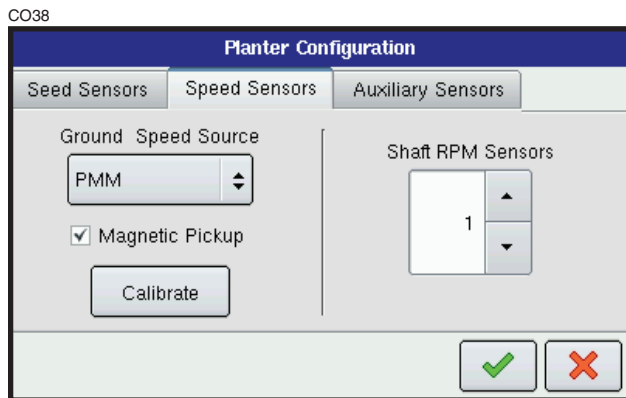 CO38
Planter Configuration
Seed Sensors Speed Sensors Auxiliary Sensors
Ground Speed Source
PMM
Magnetic Pickup
Calibrate
Shaft RPM Sensors
1